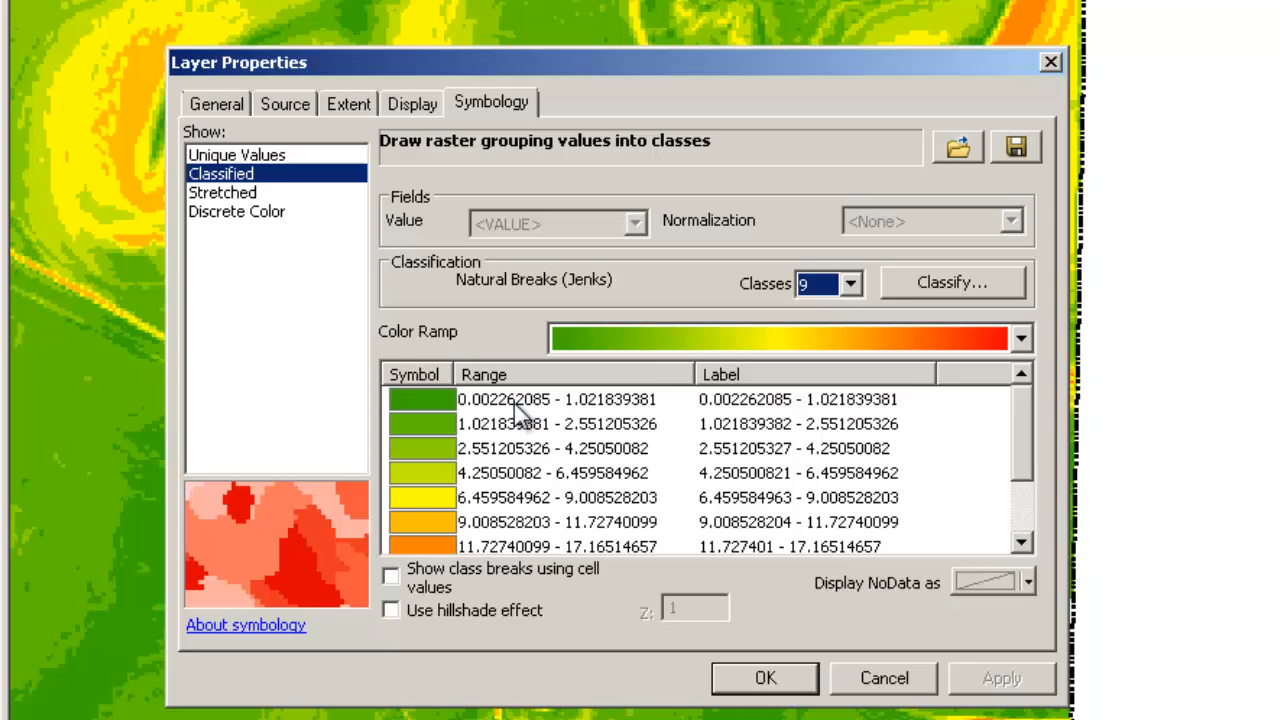 Layer Properties
General Source Extent Display Symbology
Show:
Unique Values
Classified
Stretched
Discrete Color
About symbology
Draw raster grouping values into classes
Fields
Value <VALUE> Normalization <None>
Classification
Natural Breaks (Jenks) Classes 9 Classify...
Color Ramp
Symbol Range Label
0.002262085 - 1.021839381 0.002262085 - 1.021839381
1.021839381 - 2.551205326 1.021839382 - 2.551205326
2.551205326 - 4.25050082 2.551205327 - 4.25050082
4.25050082 - 6.459584962 4.250500821 - 6.459584962
6.459584962 - 9.008528203 6.459584963 - 9.008528203
9.008528203 - 11.72740099 9.008528204 - 11.72740099
11.72740099 - 17.16514657 11.727401 - 17.16514657
Show class breaks using cell
values
Display NoData as
Use hillshade effect Z: 1
OK Cancel Apply